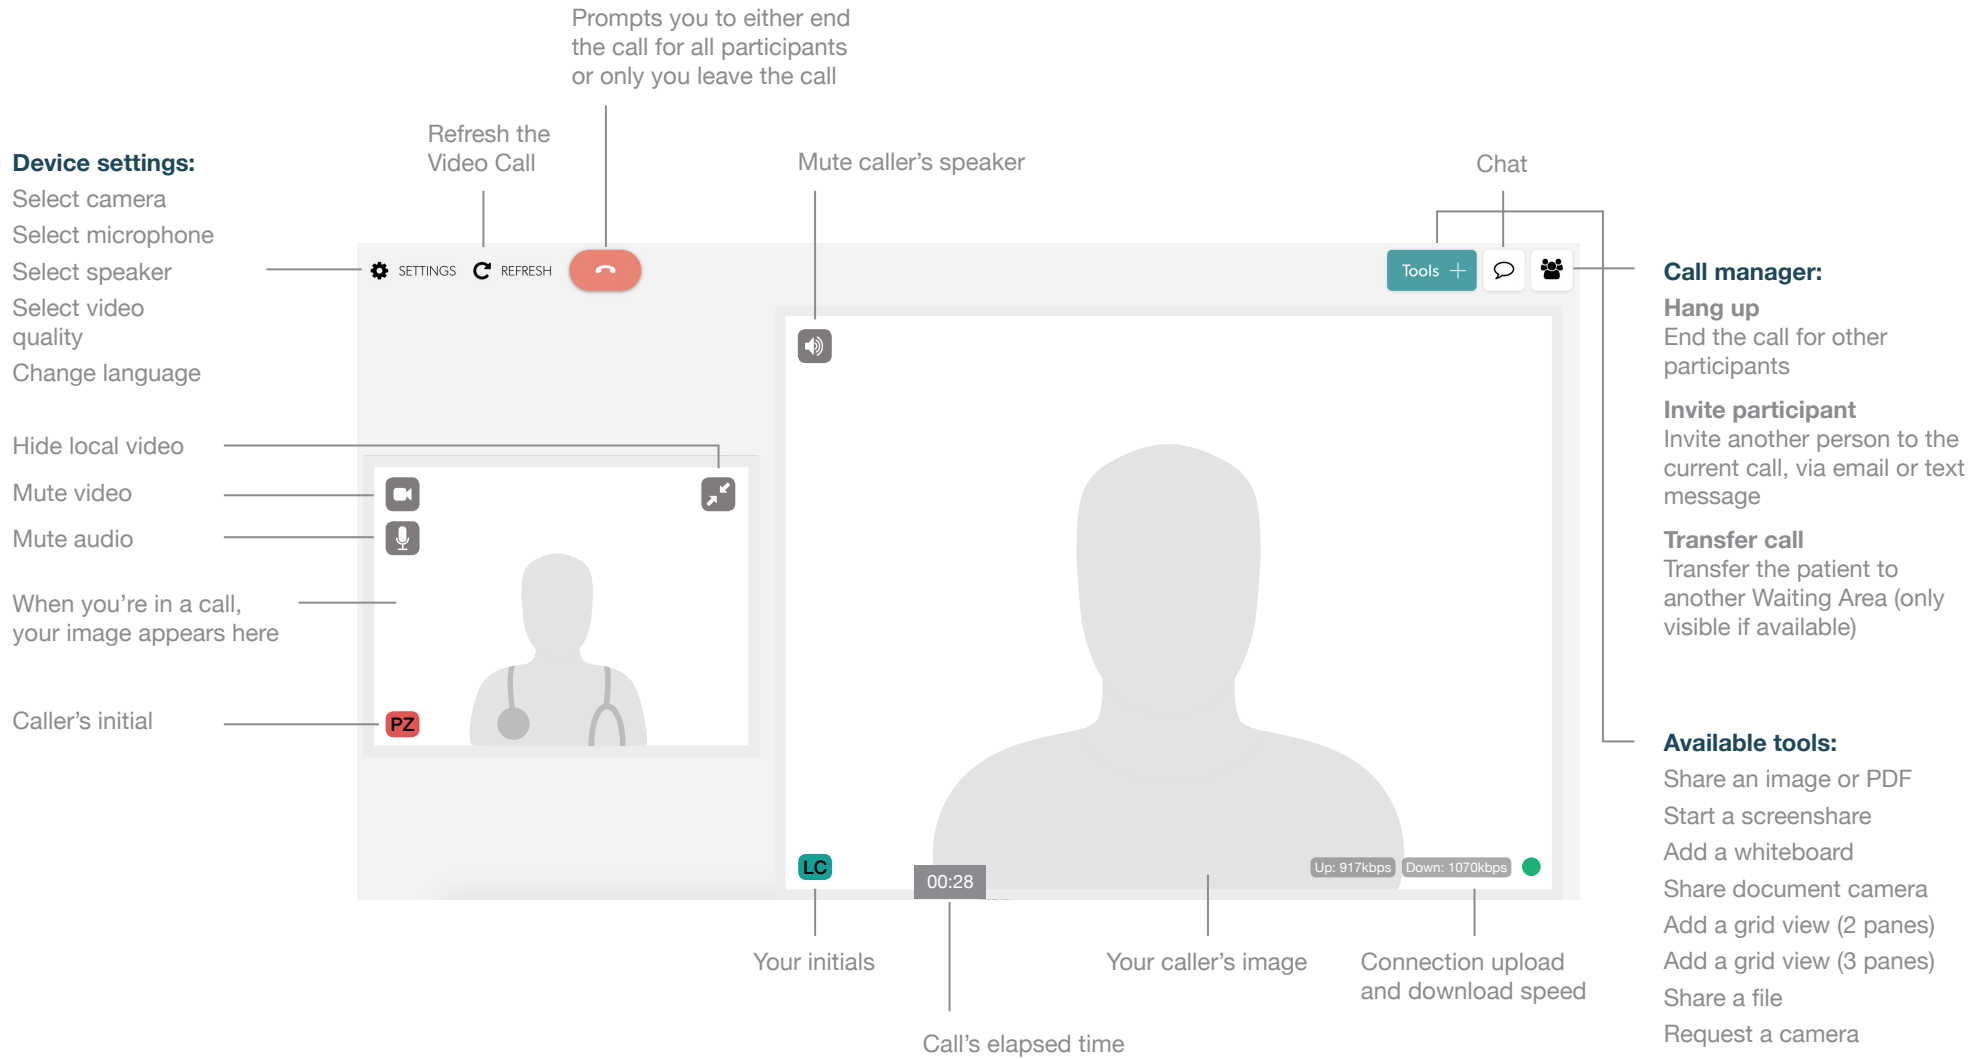 Prompts you to either end
the call for all participants
or only you leave the call
Refresh the
Video Call
Mute caller’s speaker
Chat
Device settings:
Select camera
Select microphone
Select speaker
Select video
quality
Change language
Hide local video
Mute video
Mute audio
When you’re in a call,
your image appears here
Caller’s initial
SETTINGS
REFRESH
Tools
PZ
LC
00:28
Up: 917kbps
Down: 1070kbps
Your initials
Your caller’s image
Connection upload
and download speed
Call’s elapsed time
Call manager:
Hang up
End the call for other
participants
Invite participant
Invite another person to the
current call, via email or text
message
Transfer call
Transfer the patient to
another Waiting Area (only
visible if available)
Available tools:
Share an image or PDF
Start a screenshare
Add a whiteboard
Share document camera
Add a grid view (2 panes)
Add a grid view (3 panes)
Share a file
Request a camera